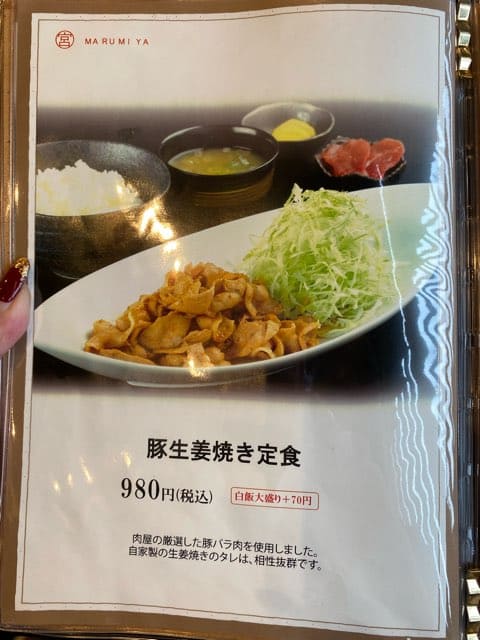 宮 MARUMIYA
豚生姜焼き定食
980円(税込) 白飯大盛り+70円
肉屋の厳選した豚バラ肉を使用しました。
自家製の生姜焼きのタレは、相性抜群です。